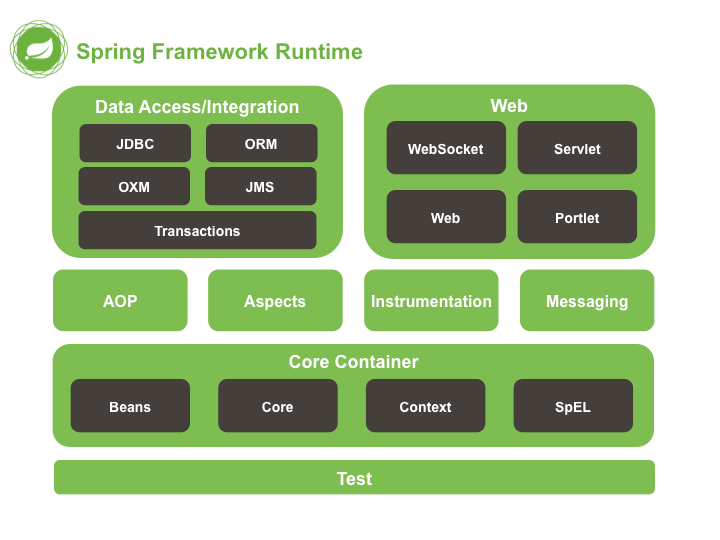 Spring Framework Runtime
Data Access/Integration
JDBC
ORM
OXM
JMS
Transactions
Web
WebSocket
Servlet
Web
Portlet
AOP
Aspects
Instrumentation
Messaging
Core Container
Beans
Core
Context
SpEL
Test